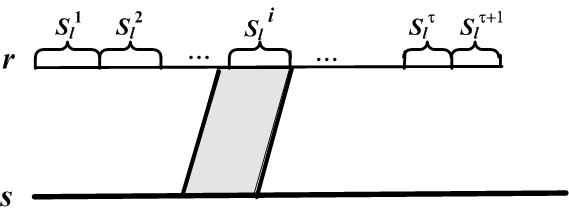 S_l^1 S_l^2 S_l^i S_l^τ S_l^{τ+1}
r ... ...
s